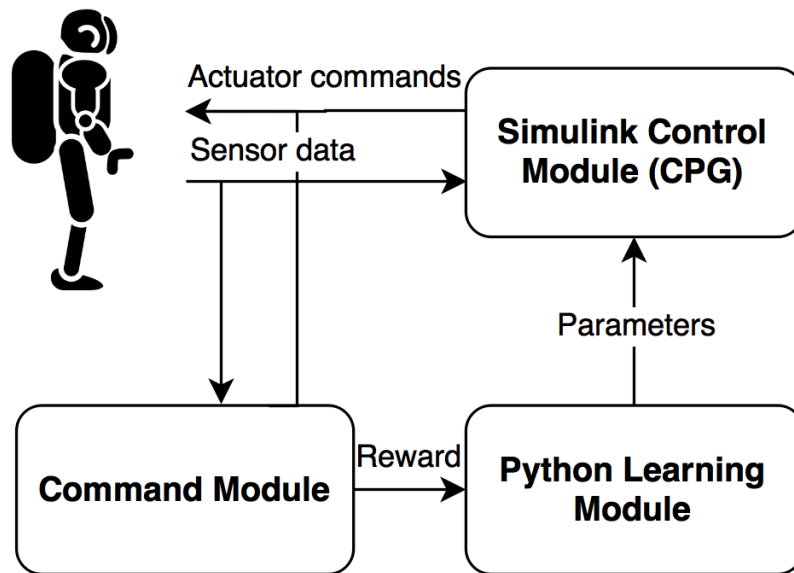 Actuator commands
Simulink Control
Module (CPG)
Sensor data
Parameters
Command Module
Reward
Python Learning
Module